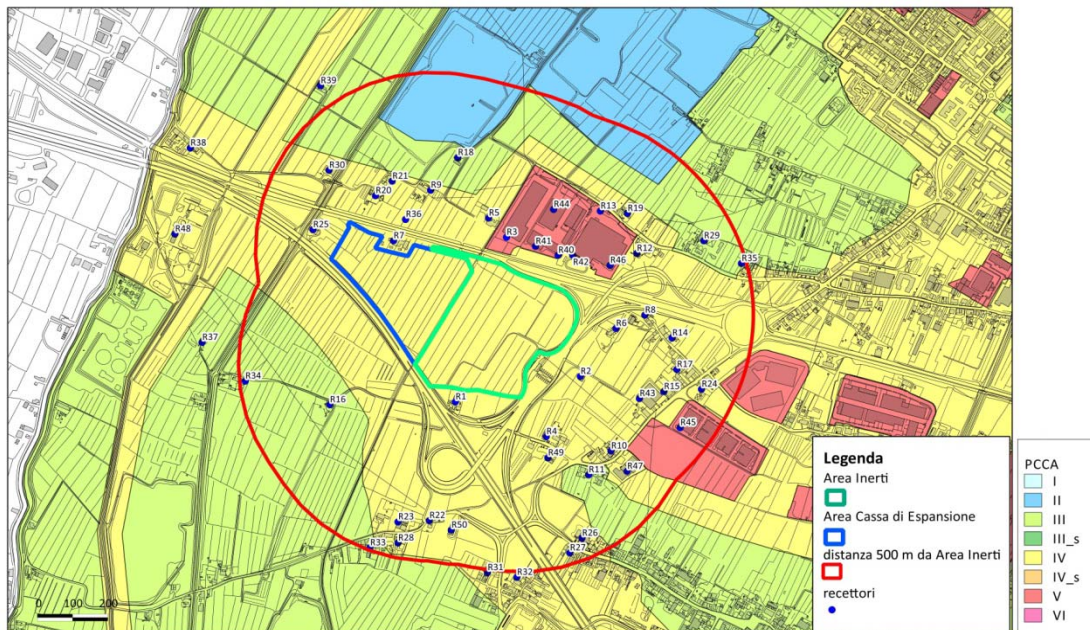 R39
R38
R18
R30
R21
R20
R9
R36
R5
R44
R13
R19
R48
R25
R7
R3
R41
R40
R42
R46
R12
R29
R35
R37
R34
R16
R6
R8
R14
R2
R17
R1
R43
R15
R24
R4
R49
R10
R45
R11
R47
R23
R22
R50
R28
R33
R26
R27
R31
R32
0 100 200
Legenda
Area Inerti
Area Cassa di Espansione
distanza 500 m da Area Inerti
recettori
PCCA
I
II
III
III_s
IV
IV_s
V
VI